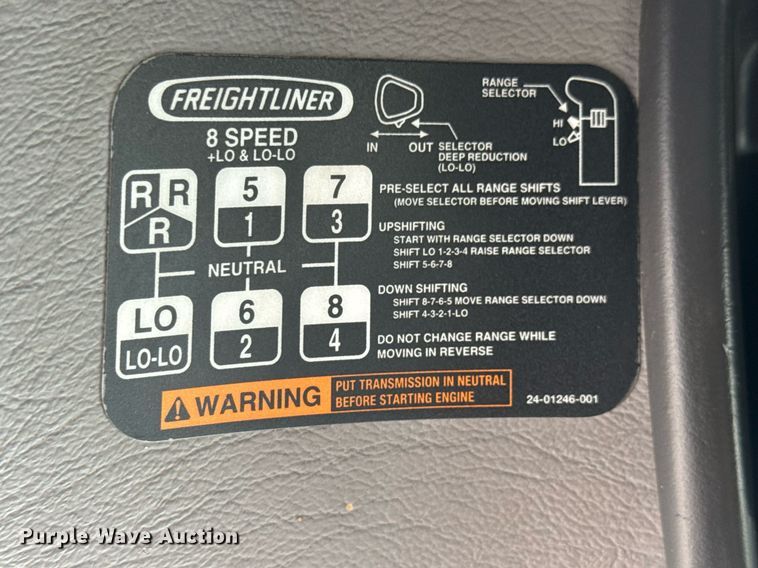 FREIGHTLINER
8 SPEED
+LO & LO-LO
IN OUT
SELECTOR
DEEP REDUCTION
(LO-LO)
RANGE
SELECTOR
HI
LO
R R 5 7
R 1 3
NEUTRAL
LO 6 8
LO-LO 2 4
PRE-SELECT ALL RANGE SHIFTS
(MOVE SELECTOR BEFORE MOVING SHIFT LEVER)
UPSHIFTING
START WITH RANGE SELECTOR DOWN
SHIFT LO 1-2-3-4 RAISE RANGE SELECTOR
SHIFT 5-6-7-8
DOWN SHIFTING
SHIFT 8-7-6-5 MOVE RANGE SELECTOR DOWN
SHIFT 4-3-2-1-LO
DO NOT CHANGE RANGE WHILE
MOVING IN REVERSE
WARNING
PUT TRANSMISSION IN NEUTRAL
BEFORE STARTING ENGINE
24-01246-001
Purple Wave Auction